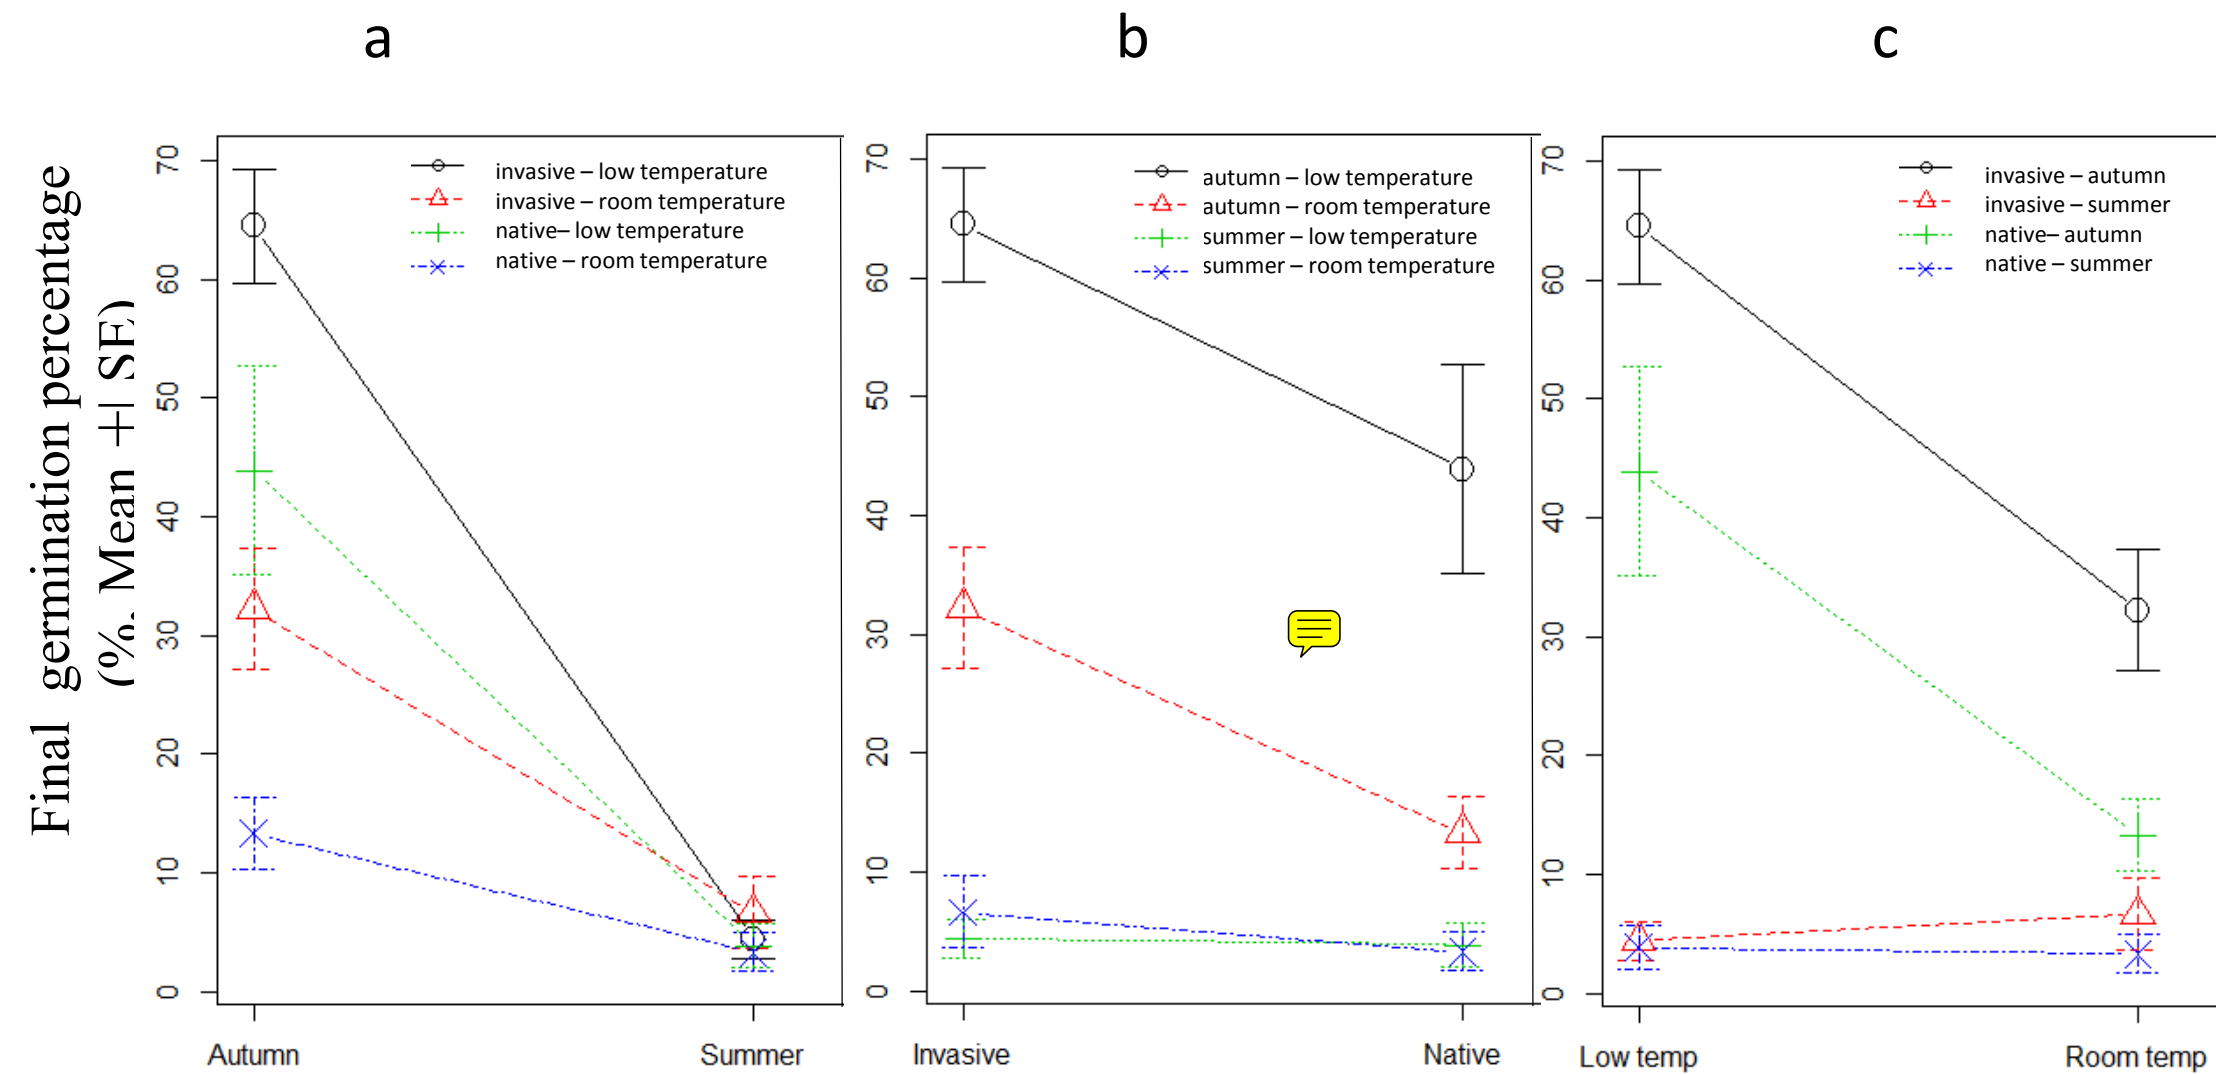 a
b
c
Final germination percentage
(%, Mean +| SE)
70
60
50
40
30
20
10
0
invasive – low temperature
invasive – room temperature
native– low temperature
native – room temperature
Autumn
Summer
70
60
50
40
30
20
10
0
autumn – low temperature
autumn – room temperature
summer – low temperature
summer – room temperature
Invasive
Native
70
60
50
40
30
20
10
0
invasive – autumn
invasive – summer
native– autumn
native – summer
Low temp
Room temp